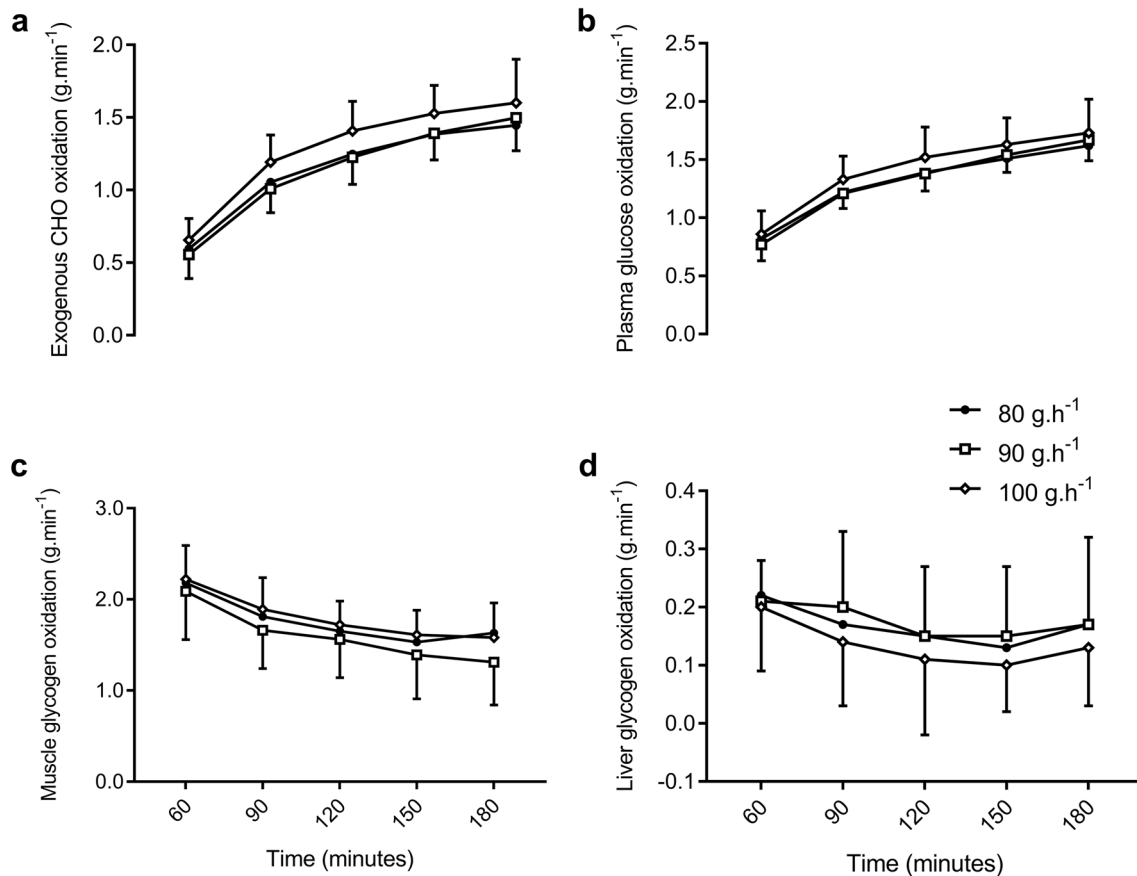 a
Exogenous CHO oxidation (g.min⁻¹)
2.0
1.5
1.0
0.5
0.0
b
Plasma glucose oxidation (g.min⁻¹)
2.5
2.0
1.5
1.0
0.5
0.0
80 g.h⁻¹
90 g.h⁻¹
100 g.h⁻¹
c
Muscle glycogen oxidation (g.min⁻¹)
3.0
2.0
1.0
0.0
60 90 120 150 180
Time (minutes)
d
Liver glycogen oxidation (g.min⁻¹)
0.4
0.3
0.2
0.1
0.0
-0.1
60 90 120 150 180
Time (minutes)